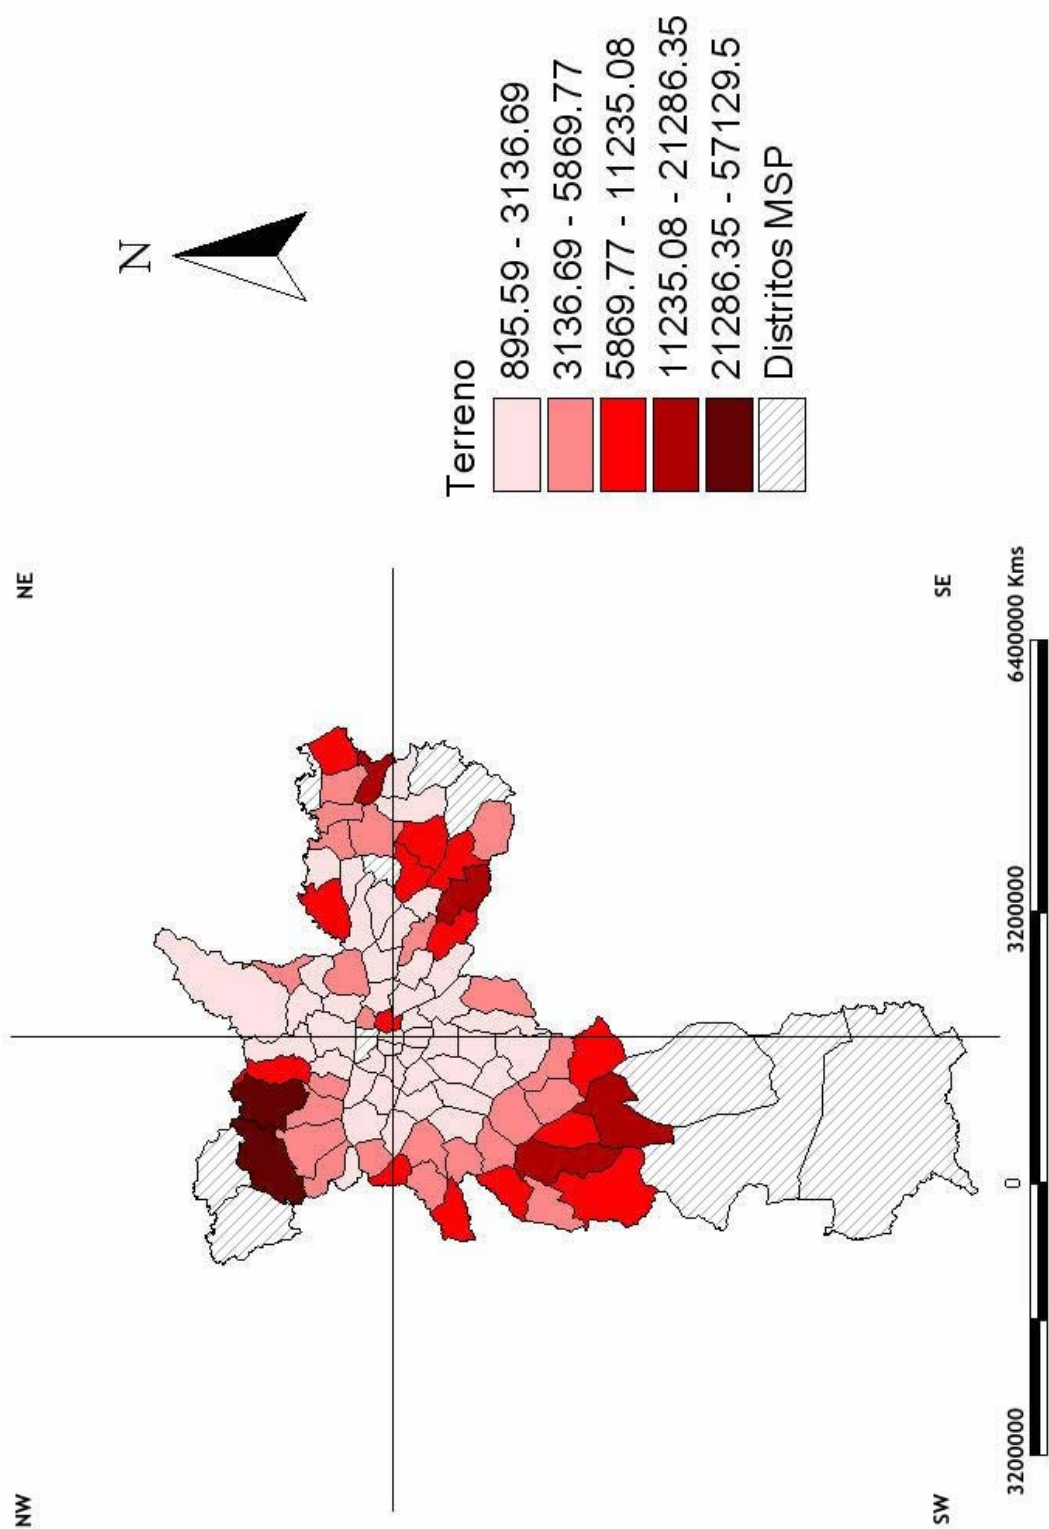 NW
NE
N
Terreno
895.59 - 3136.69
3136.69 - 5869.77
5869.77 - 11235.08
11235.08 - 21286.35
21286.35 - 57129.5
Distritos MSP
SW
SE
3200000 0 3200000 6400000 Kms